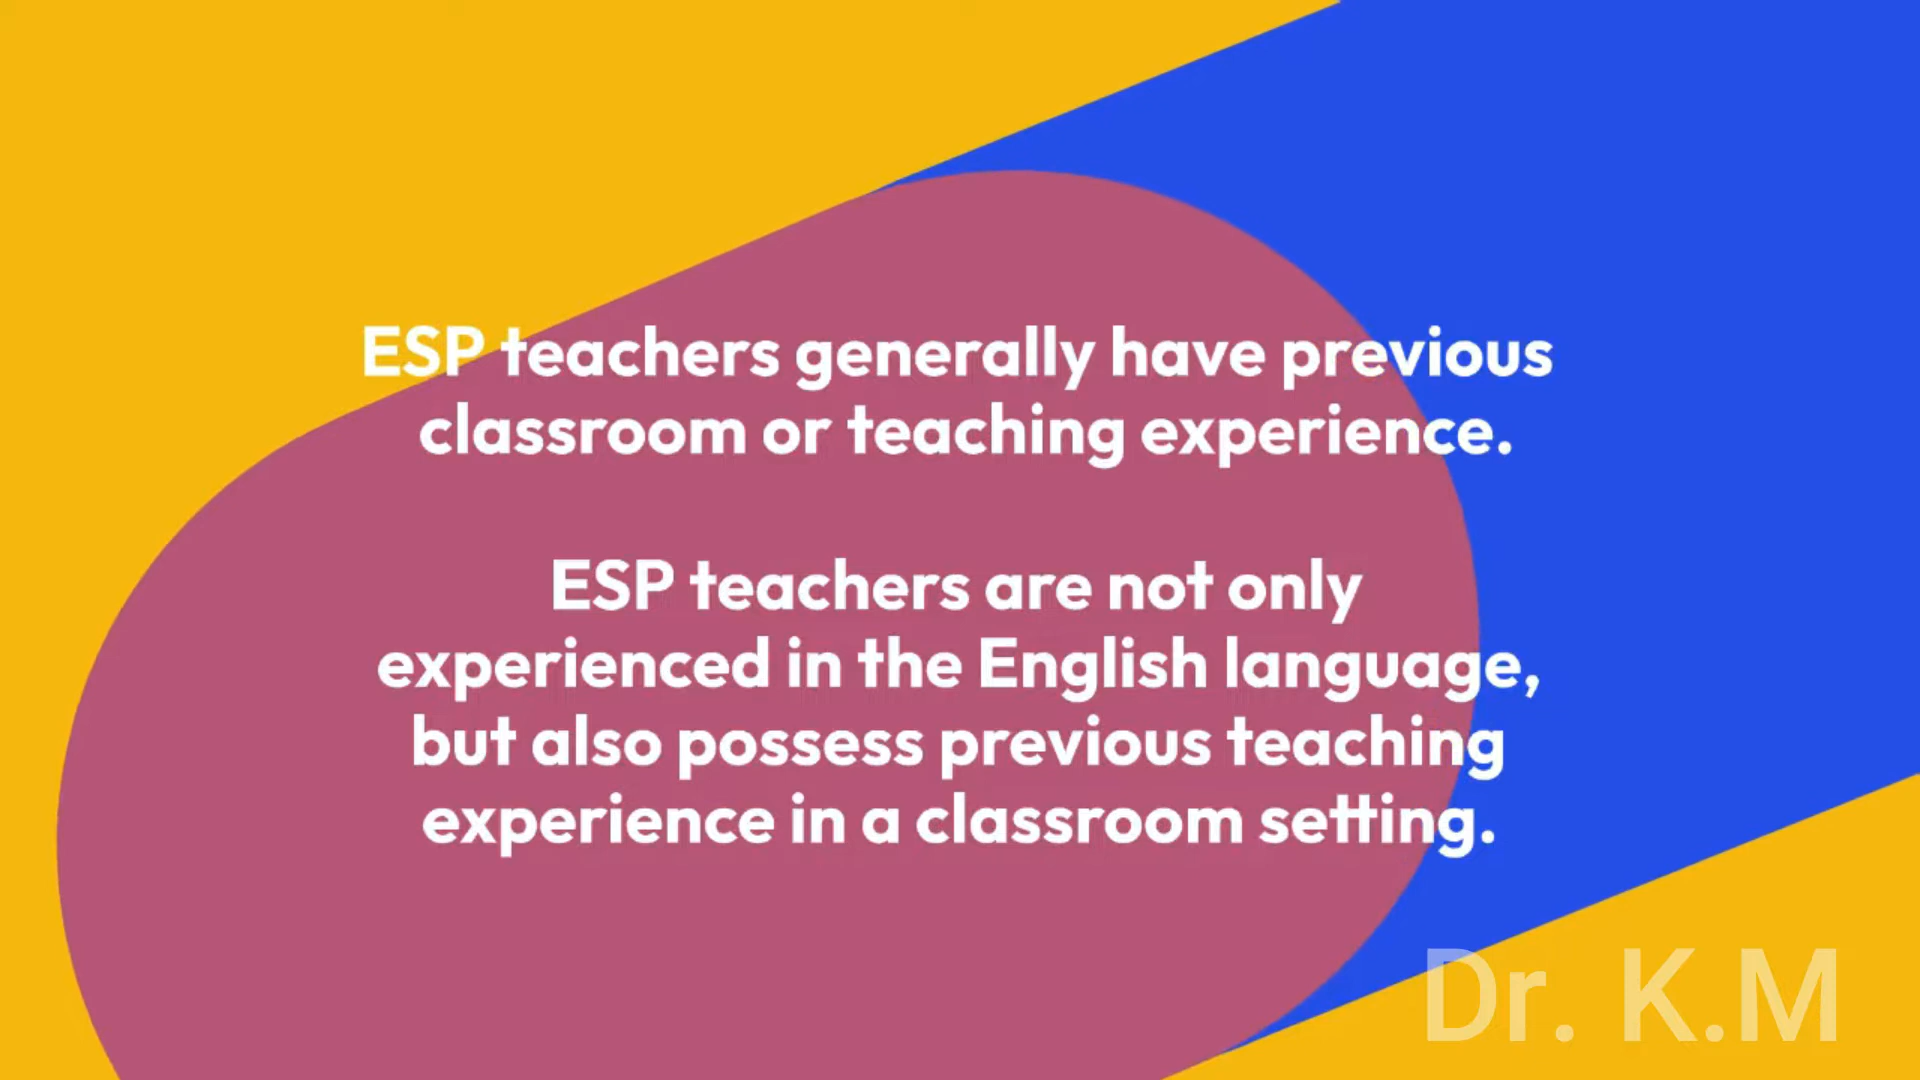 ESP teachers generally have previous
classroom or teaching experience.
ESP teachers are not only
experienced in the English language,
but also possess previous teaching
experience in a classroom setting.
Dr. K.M